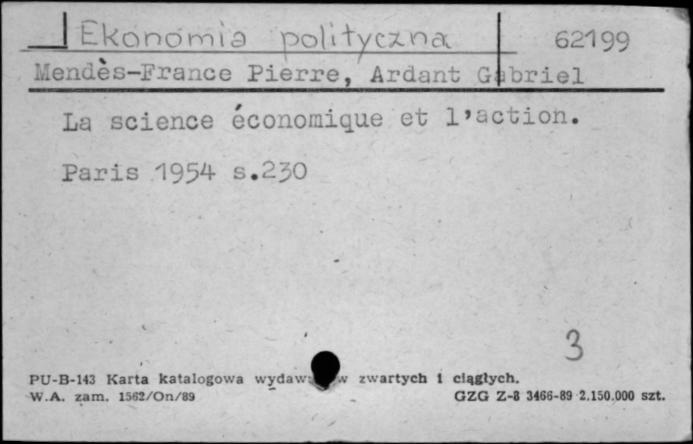 Ekonomia polityczna 62199
Mendès-France Pierre, Ardant Gabriel
La science économique et l'action.
Paris 1954 s.230
3
PU-B-143 Karta katalogowa zwartych i ciągłych.
W.A. zam. 1562/On/89 GZG Z-8 3466-89 2.150.000 szt.